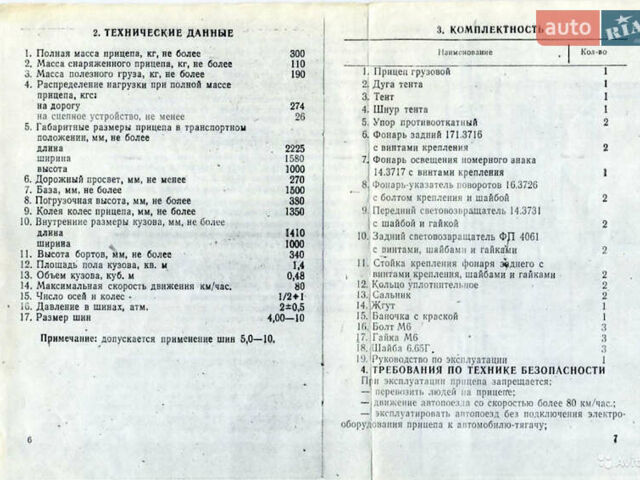 2. ТЕХНИЧЕСКИЕ ДАННЫЕ
1. Полная масса прицепа, кг, не более 300
2. Масса снаряженного прицепа, кг, не более 110
3. Масса полезного груза, кг, не более 190
4. Распределение нагрузки при полной массе
прицепа, кгс:
на дорогу 274
на сцепное устройство, не менее 26
5. Габаритные размеры прицепа в транспортном
положении, мм, не более
длина 2225
ширина 1580
высота 1000
6. Дорожный просвет, мм, не менее 270
7. База, мм, не более 1500
8. Погрузочная высота, мм, не более 380
9. Колея колес прицепа, мм, не более 1350
10. Внутренние размеры кузова, мм, не более
длина 1410
ширина 1000
11. Высота бортов, мм, не более 340
12. Площадь пола кузова, кв. м 1,4
13. Объем кузова, куб. м 0,48
14. Максимальная скорость движения км/час. 80
15. Число осей и колес 1/2+1
16. Давление в шинах, атм. 2±0,5
17. Размер шин 4,00—10
Примечание: допускается применение шин 5,0—10.
6
3. КОМПЛЕКТНОСТЬ
Наименование Кол-во
1. Прицеп грузовой 1
2. Дуга тента 2
3. Тент 1
4. Шнур тента 1
5. Упор противооткатный 2
6. Фонарь задний 171.3716
с винтами крепления 2
7. Фонарь освещения номерного знака
14.3717 с винтами крепления 1
8. Фонарь-указатель поворотов 16.3726
с болтом крепления и шайбой 2
9. Передний световозвращатель 14.3731
с шайбой и гайкой 2
10. Задний световозвращатель ФП 4061
с винтами, шайбами и гайками 2
11. Стойка крепления фонаря заднего с
винтами крепления, шайбами и гайками 2
12. Кольцо уплотнительное 2
13. Сальник 2
14. Жгут 1
15. Баночка с краской 1
16. Болт М6 3
17. Гайка М6 3
18. Шайба 6.65Г 3
19. Руководство по эксплуатации 1
4. ТРЕБОВАНИЯ ПО ТЕХНИКЕ БЕЗОПАСНОСТИ
При эксплуатации прицепа запрещается:
— перевозить людей на прицепе;
— движение автопоезда со скоростью более 80 км/час.;
— эксплуатировать автопоезд без подключения электро-
оборудования прицепа к автомобилю-тягачу;
7
auto RIA
Avito